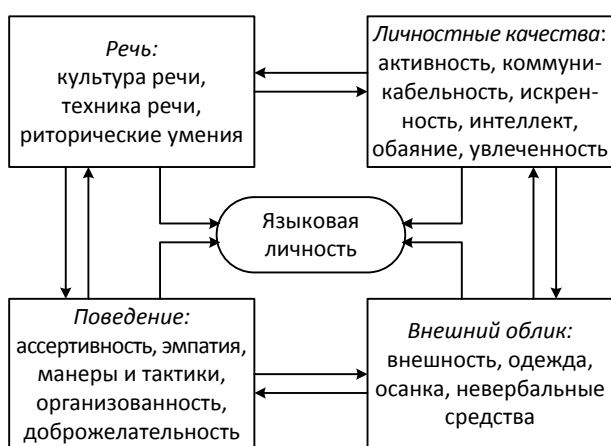 Речь:
культура речи,
техника речи,
риторические умения
Личностные качества:
активность, коммуни-
кабельность, искрен-
ность, интеллект,
обаяние, увлеченность
Языковая
личность
Поведение:
ассертивность, эмпатия,
манеры и тактики,
организованность,
доброжелательность
Внешний облик:
внешность, одежда,
осанка, невербальные
средства